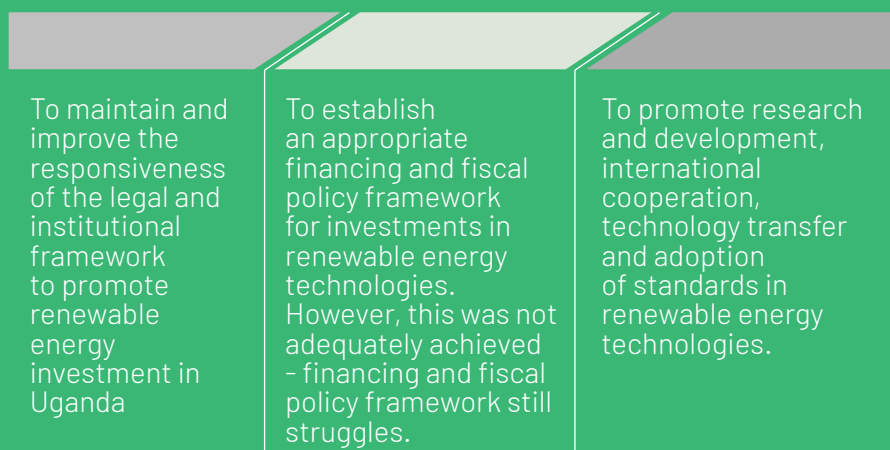 To maintain and
improve the
responsiveness
of the legal and
institutional
framework
to promote
renewable
energy
investment in
Uganda
To establish
an appropriate
financing and fiscal
policy framework
for investments in
renewable energy
technologies.
However, this was not
adequately achieved
- financing and fiscal
policy framework still
struggles.
To promote research
and development,
international
cooperation,
technology transfer
and adoption
of standards in
renewable energy
technologies.